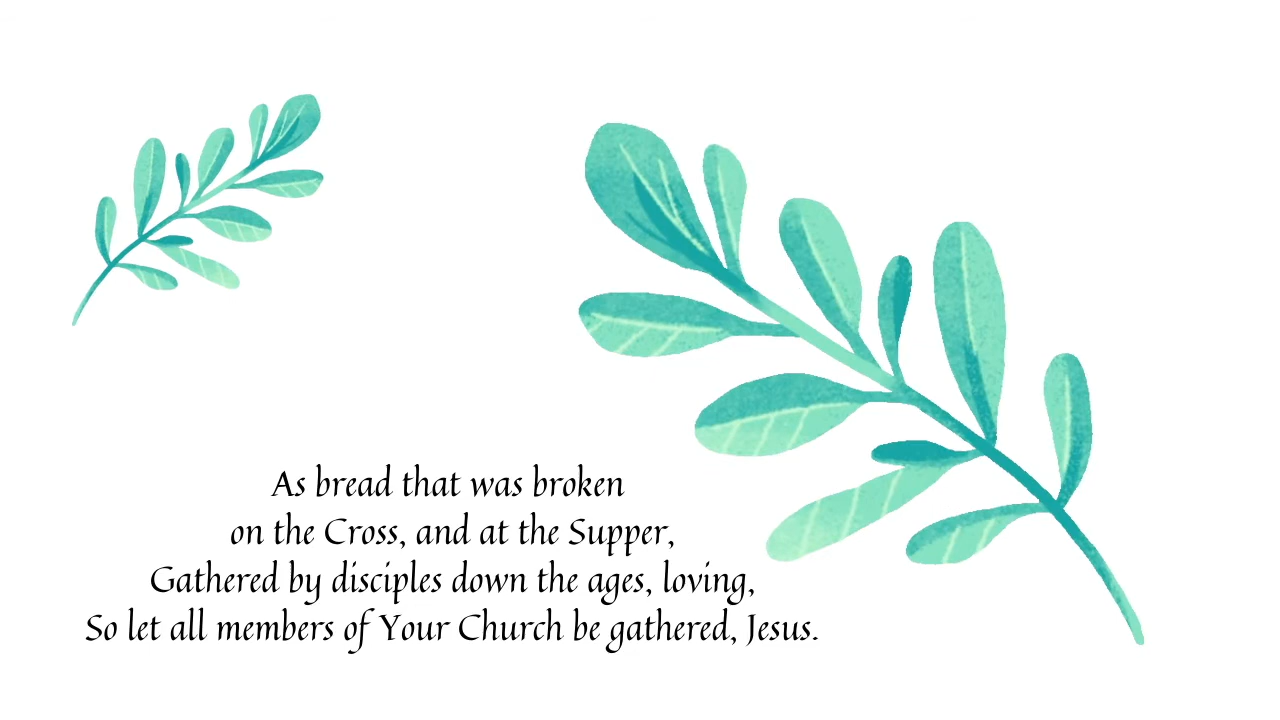 As bread that was broken
on the Cross, and at the Supper,
Gathered by disciples down the ages, loving,
So let all members of Your Church be gathered, Jesus.